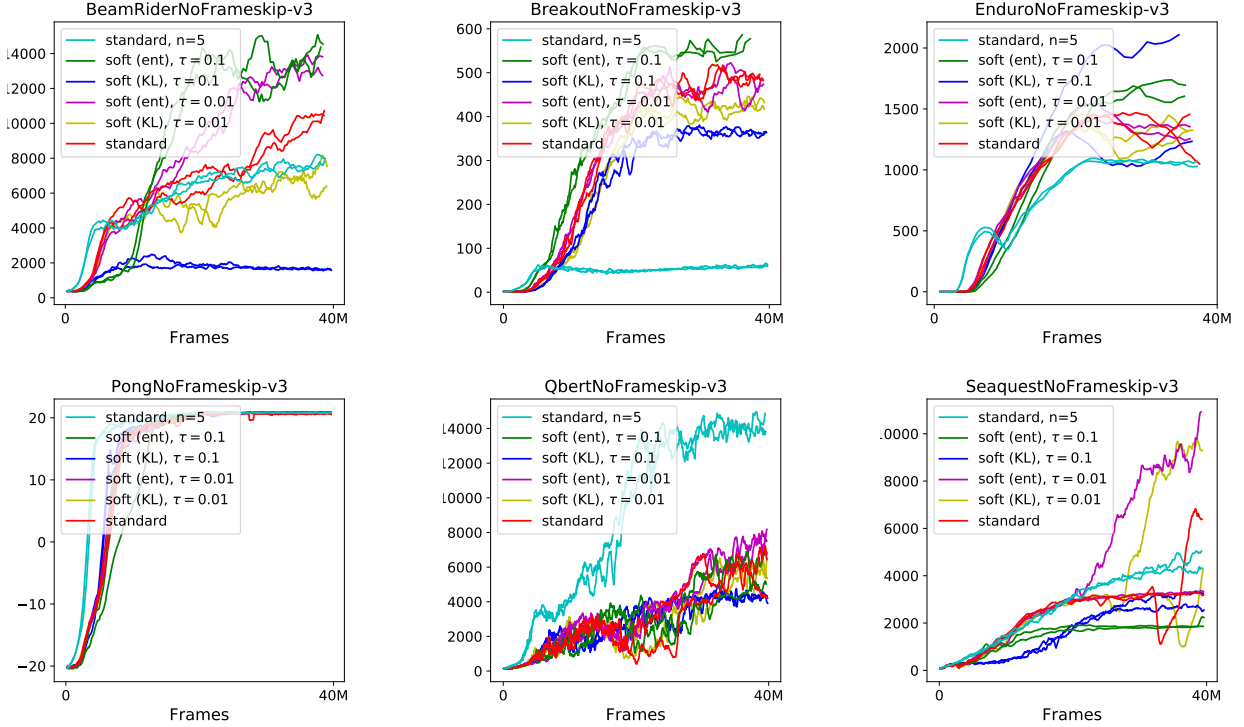 BeamRiderNoFrameskip-v3
14000
12000
10000
8000
6000
4000
2000
0
standard, n=5
soft (ent), τ = 0.1
soft (KL), τ = 0.1
soft (ent), τ = 0.01
soft (KL), τ = 0.01
standard
0
40M
Frames
BreakoutNoFrameskip-v3
600
500
400
300
200
100
0
standard, n=5
soft (ent), τ = 0.1
soft (KL), τ = 0.1
soft (ent), τ = 0.01
soft (KL), τ = 0.01
standard
0
40M
Frames
EnduroNoFrameskip-v3
2000
1500
1000
500
0
standard, n=5
soft (ent), τ = 0.1
soft (KL), τ = 0.1
soft (ent), τ = 0.01
soft (KL), τ = 0.01
standard
0
40M
Frames
PongNoFrameskip-v3
20
10
0
−10
−20
standard, n=5
soft (ent), τ = 0.1
soft (KL), τ = 0.1
soft (ent), τ = 0.01
soft (KL), τ = 0.01
standard
0
40M
Frames
QbertNoFrameskip-v3
14000
12000
10000
8000
6000
4000
2000
0
standard, n=5
soft (ent), τ = 0.1
soft (KL), τ = 0.1
soft (ent), τ = 0.01
soft (KL), τ = 0.01
standard
0
40M
Frames
SeaquestNoFrameskip-v3
10000
8000
6000
4000
2000
0
standard, n=5
soft (ent), τ = 0.1
soft (KL), τ = 0.1
soft (ent), τ = 0.01
soft (KL), τ = 0.01
standard
0
40M
Frames